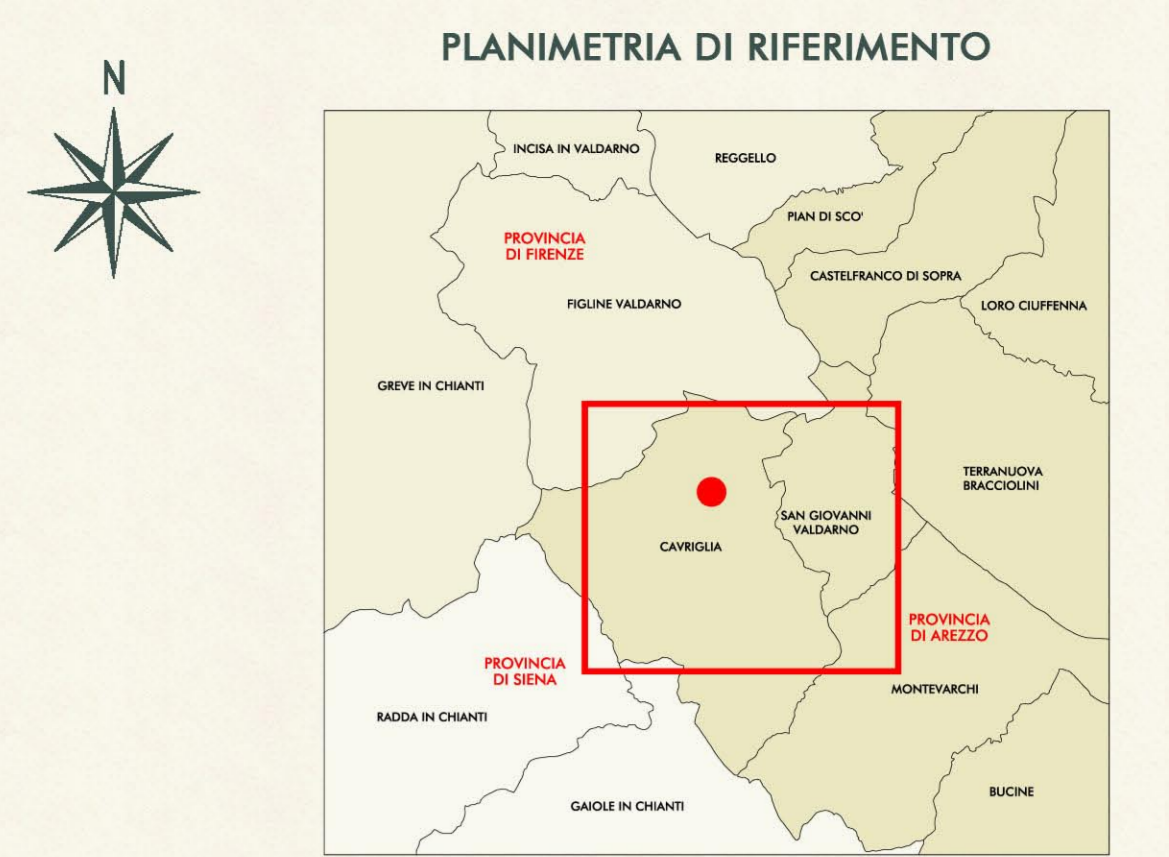 PLANIMETRIA DI RIFERIMENTO
N
INCISA IN VALDARNO
REGGELLO
PIAN DI SCO'
PROVINCIA
DI FIRENZE
CASTELFRANCO DI SOPRA
FIGLINE VALDARNO
LORO CIUFFENNA
GREVE IN CHIANTI
TERRANUOVA
BRACCIOLINI
SAN GIOVANNI
VALDARNO
CAVRIGLIA
PROVINCIA
DI AREZZO
PROVINCIA
DI SIENA
MONTEVARCHI
RADDA IN CHIANTI
BUCINE
GAIOLE IN CHIANTI